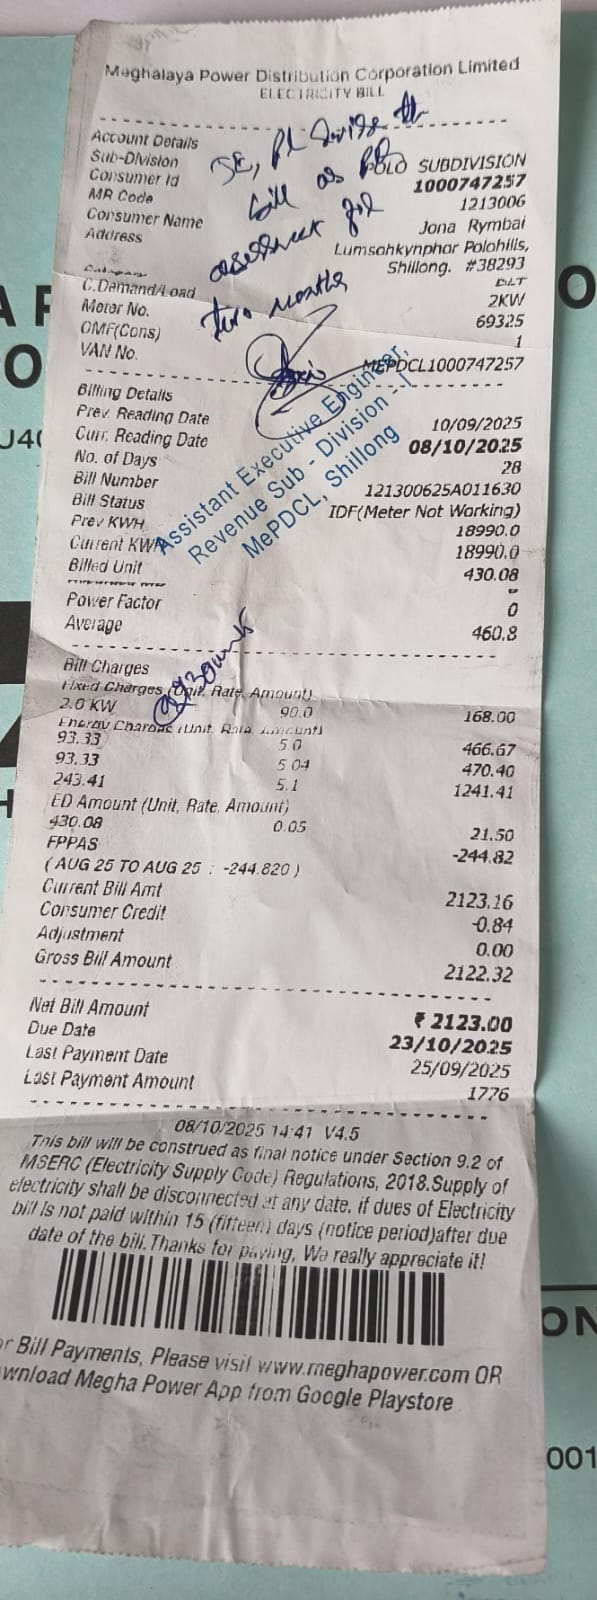 Meghalaya Power Distribution Corporation Limited
ELECTRICITY BILL
Account Details
Sub-Division POLO SUBDIVISION
Consumer Id 1000747257
MR Code 1213006
Consumer Name Jona Rymbai
Address Lumsohkynphor Polohills,
Shillong. #38293
Category DLT
C.Demand/Load 2KW
Meter No. 69325
OMF(Cons) 1
VAN No. MEPDCL1000747257
bill as
two months
Assistant Executive Engineer,
Revenue Sub - Division - I
MePDCL, Shillong
Billing Details
Prev. Reading Date 10/09/2025
Curr. Reading Date 08/10/2025
No. of Days 28
Bill Number 121300625A011630
Bill Status IDF(Meter Not Working)
Prev KWH 18990.0
Current KWH 18990.0
Billed Unit 430.08
-
Power Factor 0
Average 460.8
Bill Charges
Fixed Charges (Unit, Rate, Amount)
2.0 KW 90.0 168.00
Energy Charges (Unit, Rate, Amount)
93.33 5.0 466.67
93.33 5.04 470.40
243.41 5.1 1241.41
ED Amount (Unit, Rate, Amount)
430.08 0.05 21.50
FPPAS -244.82
( AUG 25 TO AUG 25 : -244.820 )
Current Bill Amt 2123.16
Consumer Credit -0.84
Adjustment 0.00
Gross Bill Amount 2122.32
Net Bill Amount ₹ 2123.00
Due Date 23/10/2025
Last Payment Date 25/09/2025
Last Payment Amount 1776
08/10/2025 14:41 V4.5
This bill will be construed as final notice under Section 9.2 of
MSERC (Electricity Supply Code) Regulations, 2018.Supply of
electricity shall be disconnected at any date, if dues of Electricity
bill is not paid within 15 (fifteen) days (notice period)after due
date of the bill.Thanks for paying, We really appreciate it!
or Bill Payments, Please visit www.meghapower.com OR
wnload Megha Power App from Google Playstore
001